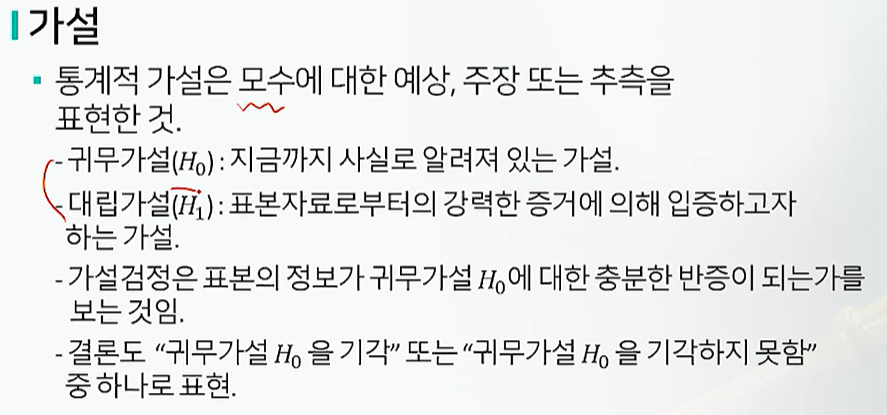 가설
▪ 통계적 가설은 모수에 대한 예상, 주장 또는 추측을
표현한 것.
- 귀무가설(H₀) : 지금까지 사실로 알려져 있는 가설.
- 대립가설(H₁) : 표본자료로부터의 강력한 증거에 의해 입증하고자
하는 가설.
- 가설검정은 표본의 정보가 귀무가설 H₀에 대한 충분한 반증이 되는가를
보는 것임.
- 결론도 “귀무가설 H₀ 을 기각” 또는 “귀무가설 H₀ 을 기각하지 못함”
중 하나로 표현.